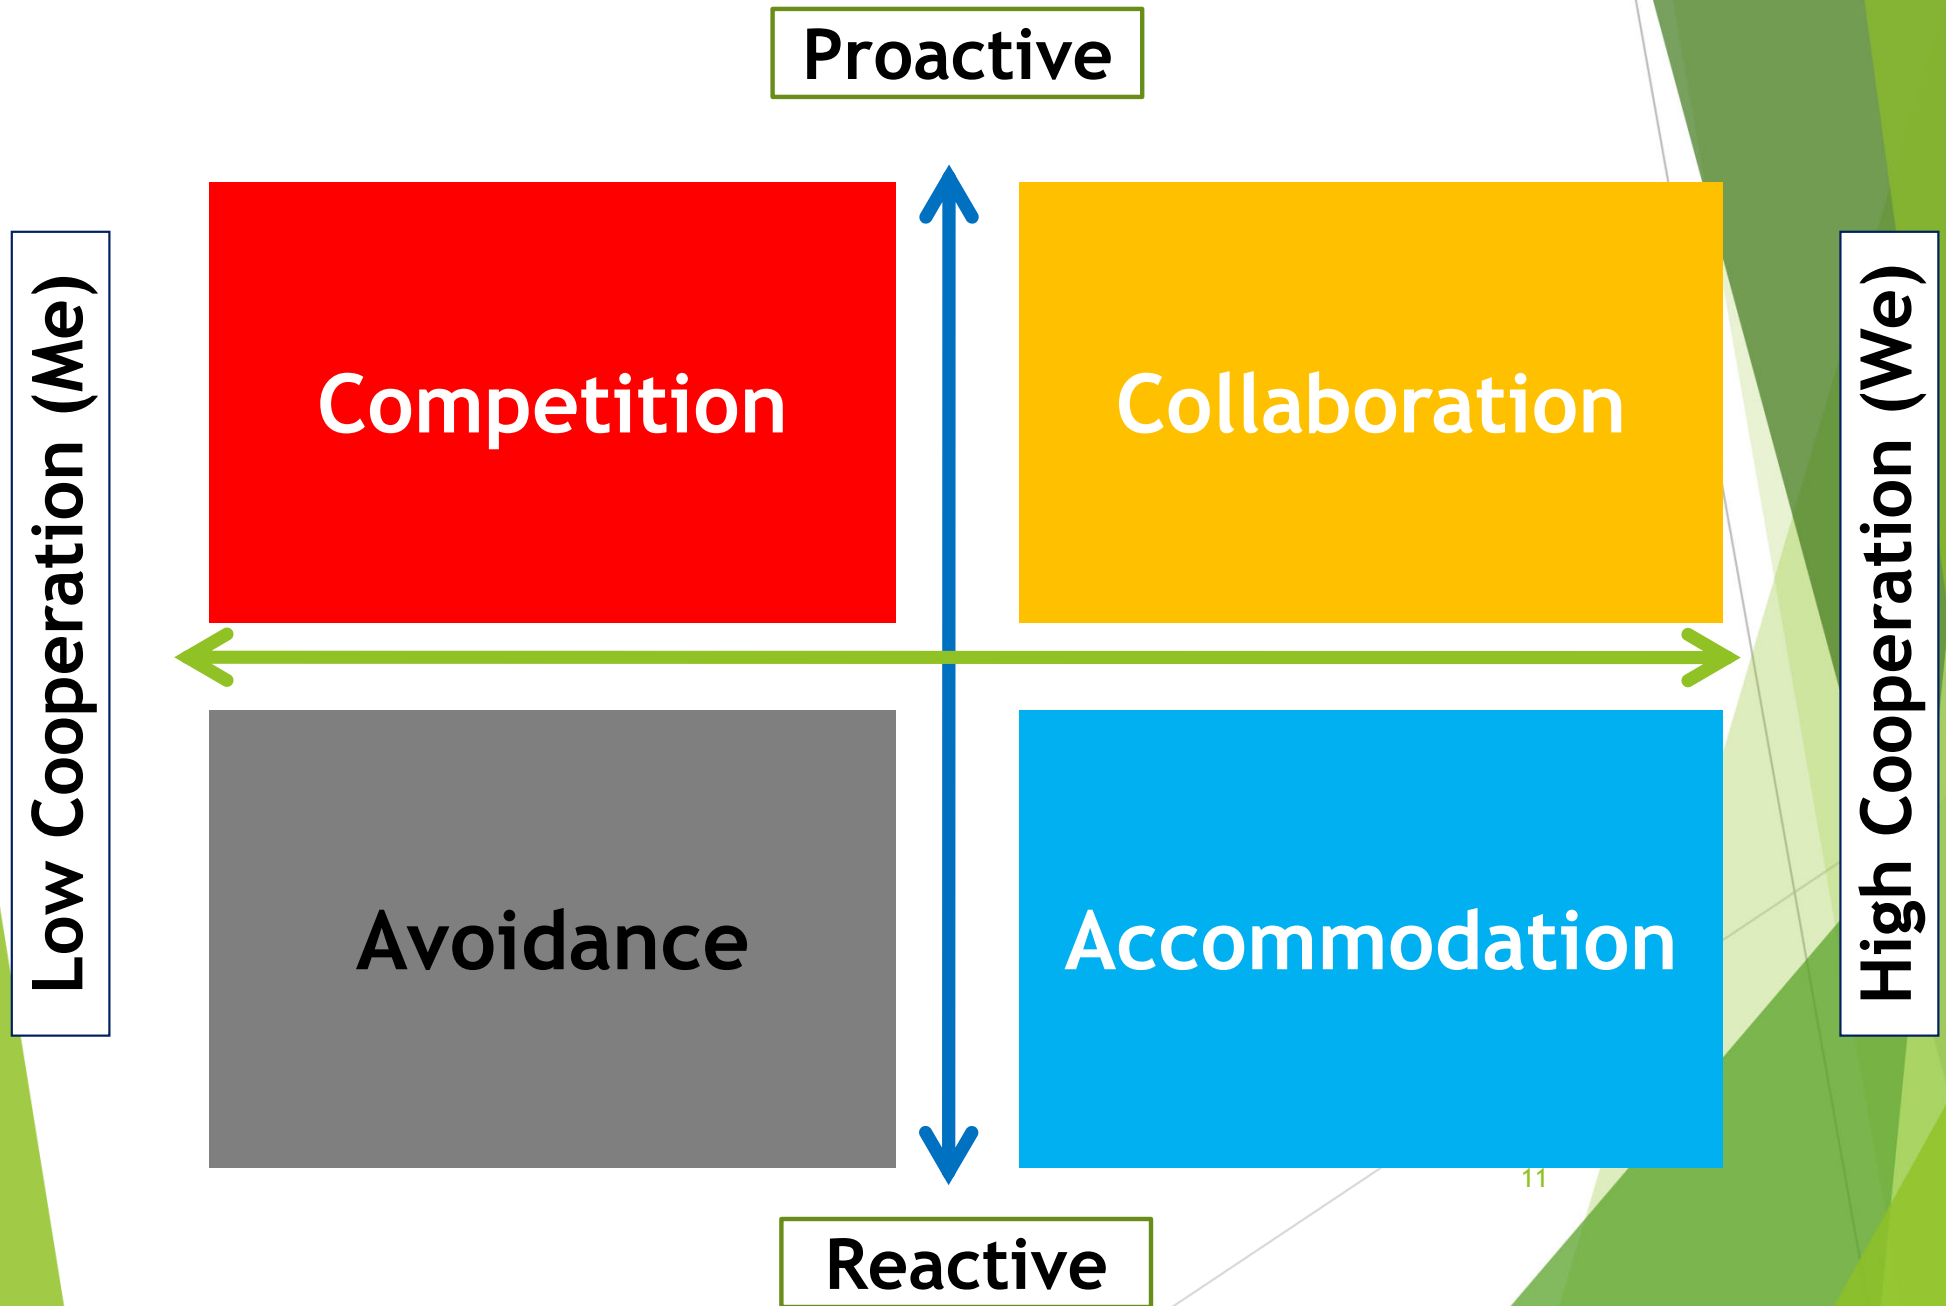 Proactive
Low Cooperation (Me)
Competition
Collaboration
High Cooperation (We)
Avoidance
Accommodation
11
Reactive